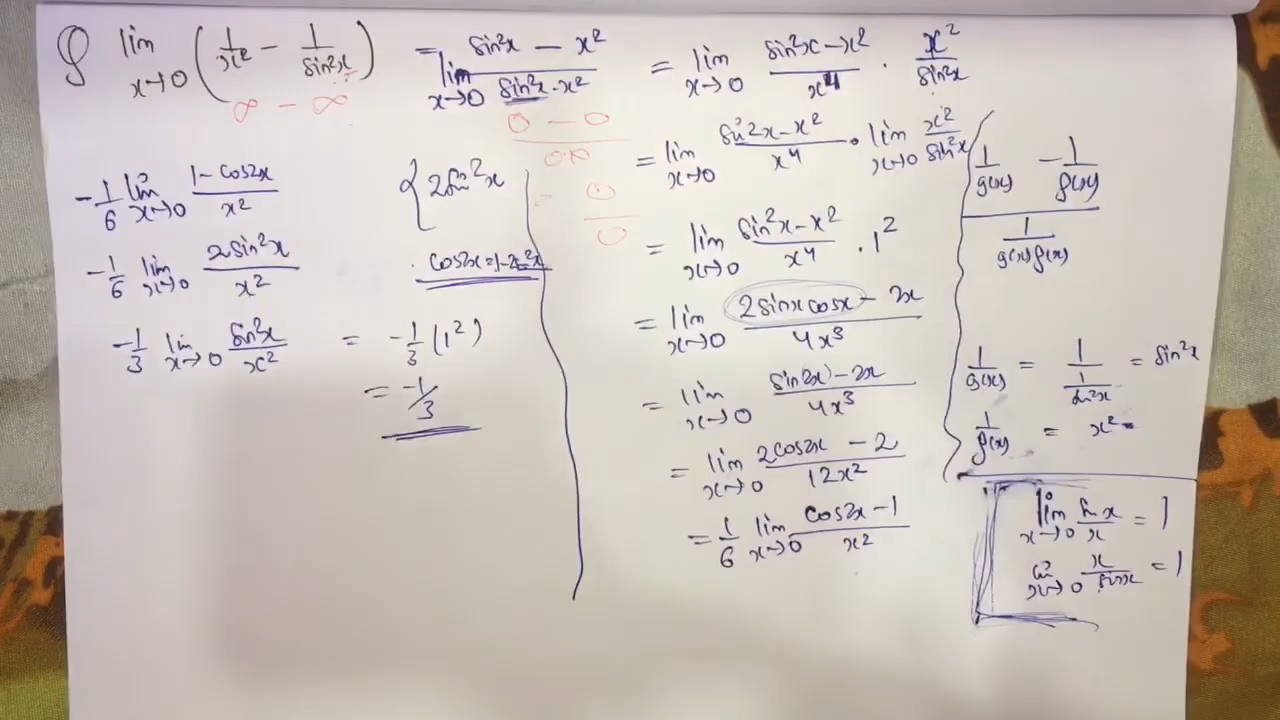 Q lim x→0 (1/x² - 1/sin²x) = lim x→0 (sin²x - x²)/(sin²x·x²) = lim x→0 (sin²x - x²)/x⁴ · x²/sin²x
∞ - ∞
(0 - 0)/(0·0)
= 0/0
= lim x→0 (sin²x - x²)/x⁴ · lim x→0 x²/sin²x
= lim x→0 (sin²x - x²)/x⁴ · 1²
= lim x→0 (2sinxcosx - 2x)/4x³
= lim x→0 (sin(2x) - 2x)/4x³
= lim x→0 (2cos2x - 2)/12x²
= 1/6 lim x→0 (cos2x - 1)/x²
-1/6 lim x→0 (1 - cos2x)/x²
{ 2sin²x
-1/6 lim x→0 2sin²x/x²
cos2x = 1 - 2sin²x
-1/3 lim x→0 sin²x/x² = -1/3 (1²)
= -1/3
(1/g(x) - 1/f(x))/(1/(g(x)f(x)))
1/g(x) = 1/(1/sin²x) = sin²x
1/f(x) = x²
lim x→0 sinx/x = 1
lim x→0 x/sinx = 1